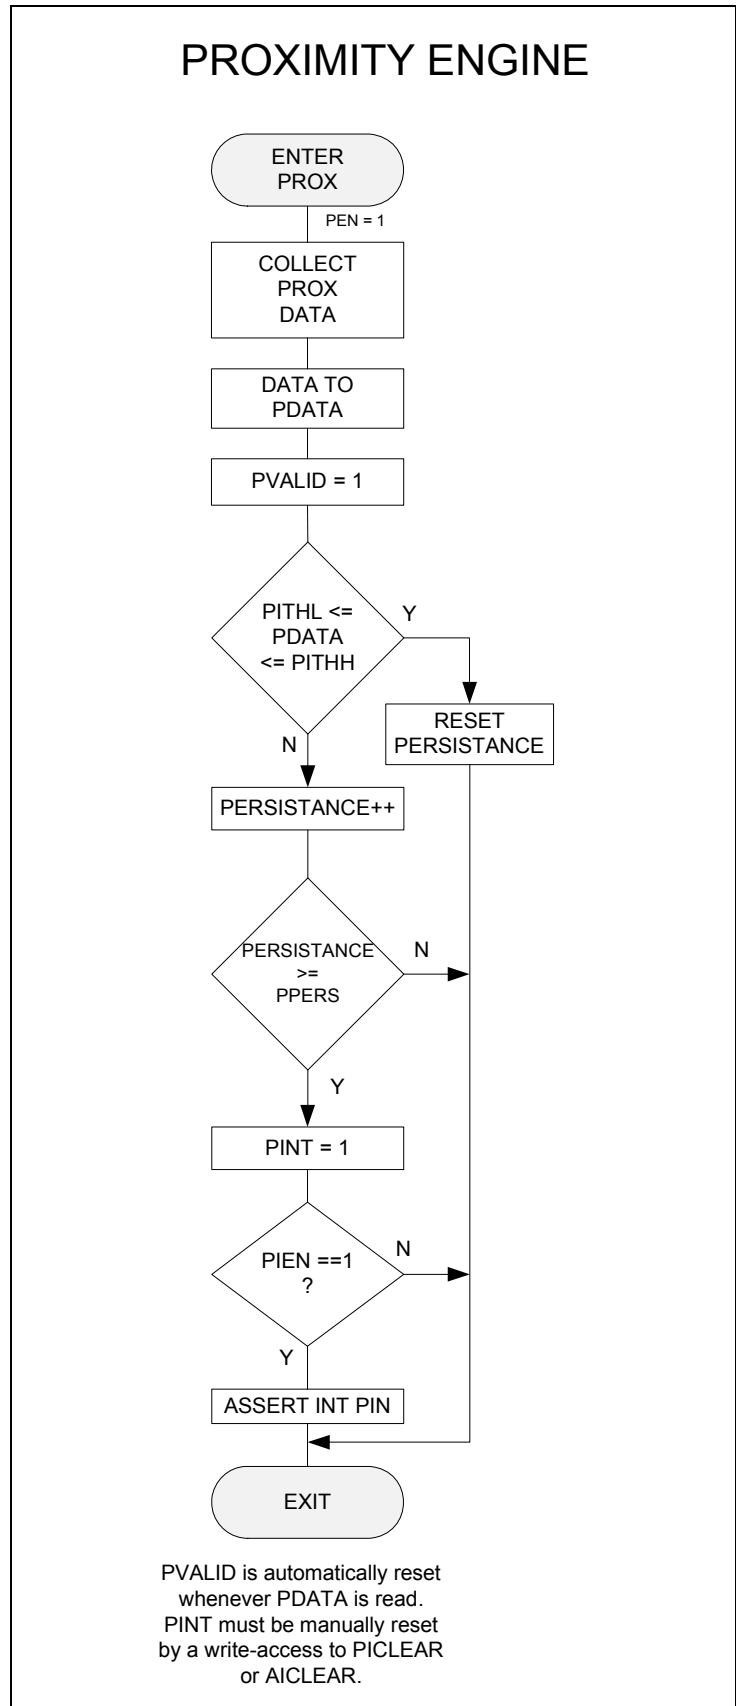 PROXIMITY ENGINE
ENTER
PROX
PEN = 1
COLLECT
PROX
DATA
DATA TO
PDATA
PVALID = 1
PITHL <=
PDATA
<= PITHH
Y
RESET
PERSISTANCE
N
PERSISTANCE++
PERSISTANCE
>=
PPERS
N
Y
PINT = 1
PIEN ==1
?
N
Y
ASSERT INT PIN
EXIT
PVALID is automatically reset
whenever PDATA is read.
PINT must be manually reset
by a write-access to PICLEAR
or AICLEAR.